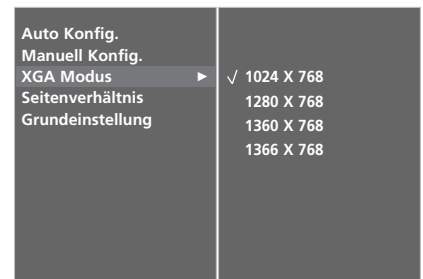 Auto Konfig.
Manuell Konfig.
XGA Modus ▶
Seitenverhältnis
Grundeinstellung
√ 1024 X 768
1280 X 768
1360 X 768
1366 X 768